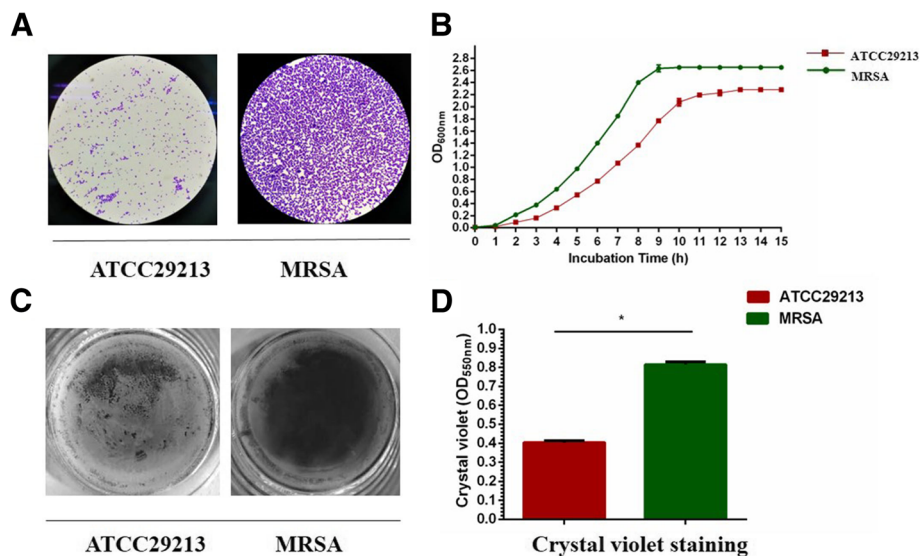 A
ATCC29213
MRSA
B
OD600nm
2.8
2.6
2.4
2.2
2.0
1.8
1.6
1.4
1.2
1.0
0.8
0.6
0.4
0.2
0.0
0 1 2 3 4 5 6 7 8 9 10 11 12 13 14 15
Incubation Time (h)
ATCC29213
MRSA
C
ATCC29213
MRSA
D
ATCC29213
MRSA
Crystal violet (OD550nm)
1.0
0.9
0.8
0.7
0.6
0.5
0.4
0.3
0.2
0.1
0.0
*
Crystal violet staining